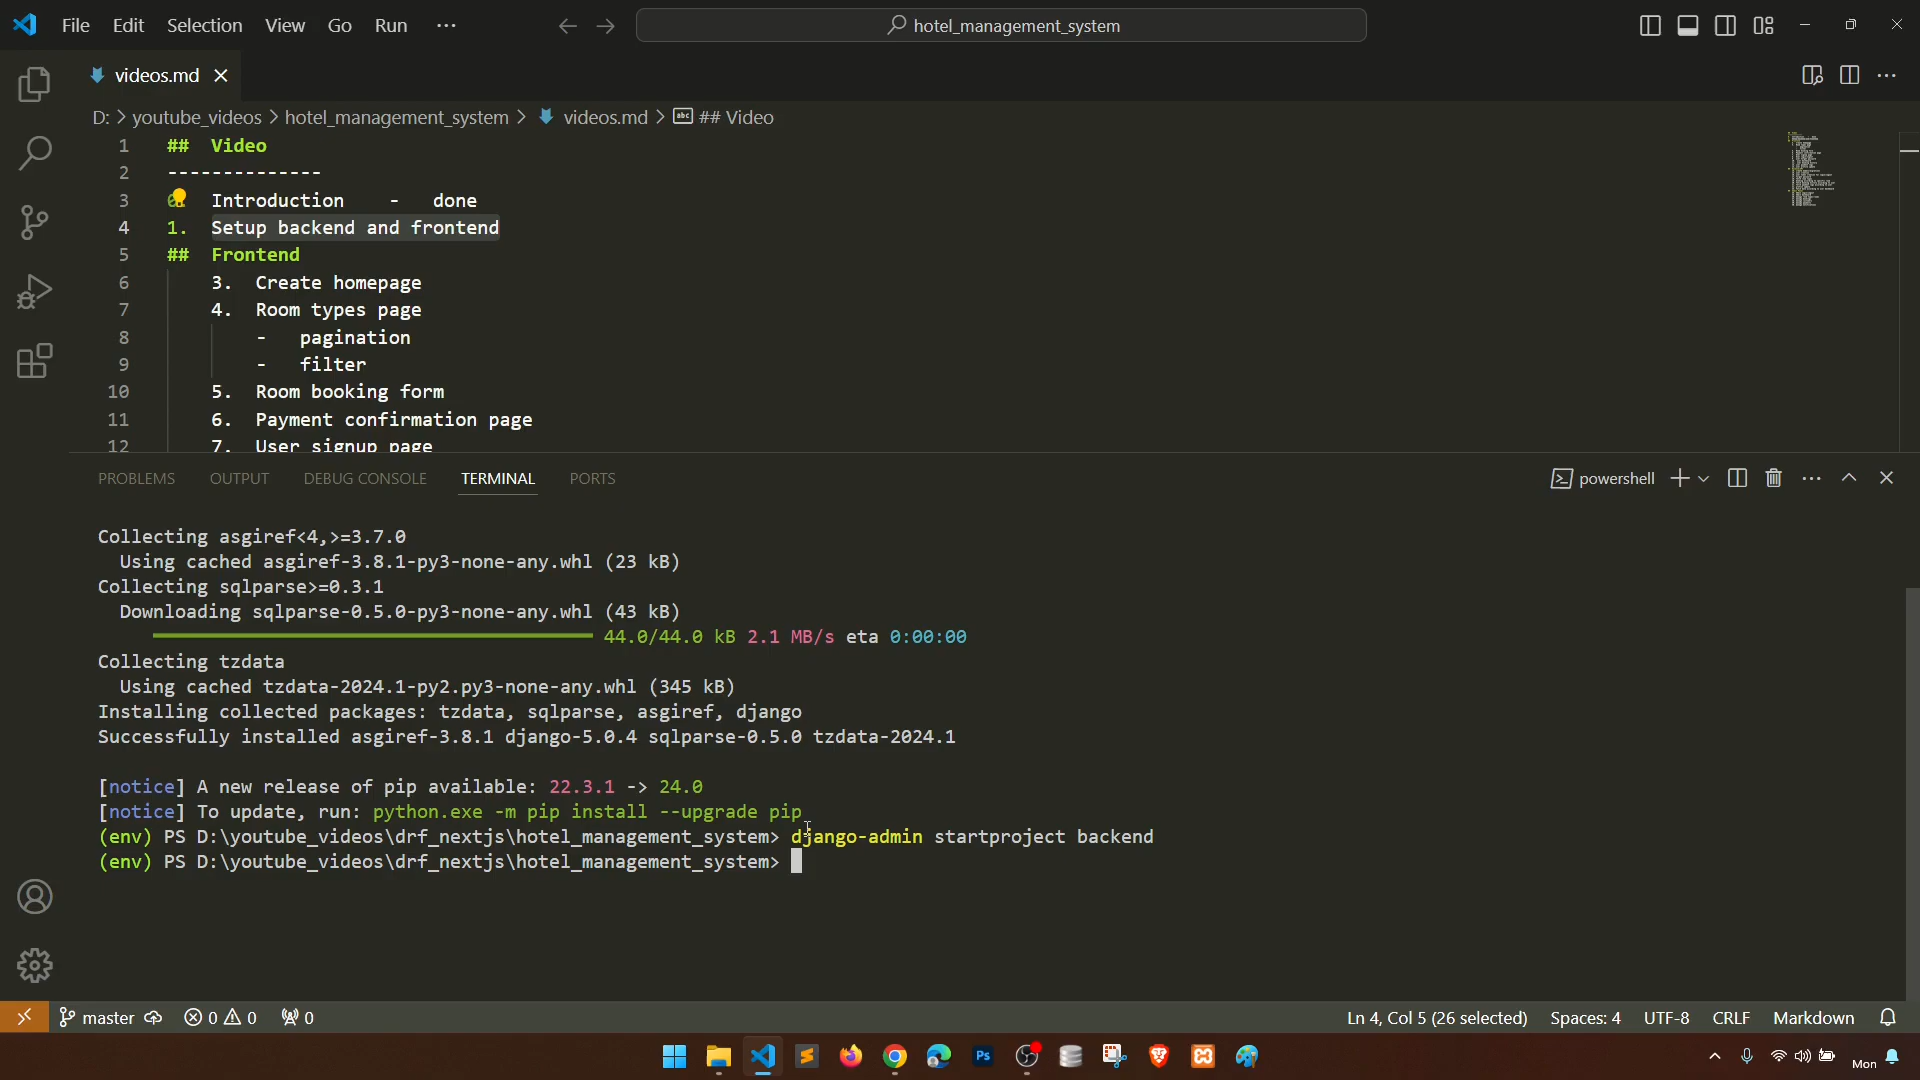 File Edit Selection View Go Run ···
hotel_management_system
videos.md
D: > youtube_videos > hotel_management_system > videos.md > abc ## Video
1 ## Video
2 --------------
3 Introduction - done
4 1. Setup backend and frontend
5 ## Frontend
6 3. Create homepage
7 4. Room types page
8 - pagination
9 - filter
10 5. Room booking form
11 6. Payment confirmation page
12 7. User signup page
PROBLEMS OUTPUT DEBUG CONSOLE TERMINAL PORTS
powershell
Collecting asgiref<4,>=3.7.0
Using cached asgiref-3.8.1-py3-none-any.whl (23 kB)
Collecting sqlparse>=0.3.1
Downloading sqlparse-0.5.0-py3-none-any.whl (43 kB)
44.0/44.0 kB 2.1 MB/s eta 0:00:00
Collecting tzdata
Using cached tzdata-2024.1-py2.py3-none-any.whl (345 kB)
Installing collected packages: tzdata, sqlparse, asgiref, django
Successfully installed asgiref-3.8.1 django-5.0.4 sqlparse-0.5.0 tzdata-2024.1
[notice] A new release of pip available: 22.3.1 -> 24.0
[notice] To update, run: python.exe -m pip install --upgrade pip
(env) PS D:\youtube_videos\drf_nextjs\hotel_management_system> django-admin startproject backend
(env) PS D:\youtube_videos\drf_nextjs\hotel_management_system>
master 0 0 0
Ln 4, Col 5 (26 selected) Spaces: 4 UTF-8 CRLF Markdown
Ps
Mon